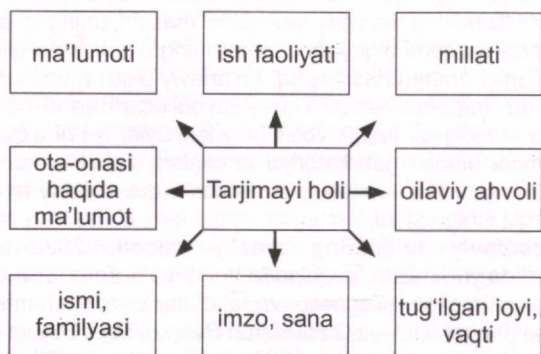 ma'lumoti
ish faoliyati
millati
ota-onasi
haqida
ma'lumot
Tarjimayi holi
oilaviy ahvoli
ismi,
familyasi
imzo, sana
tug‘ilgan joyi,
vaqti